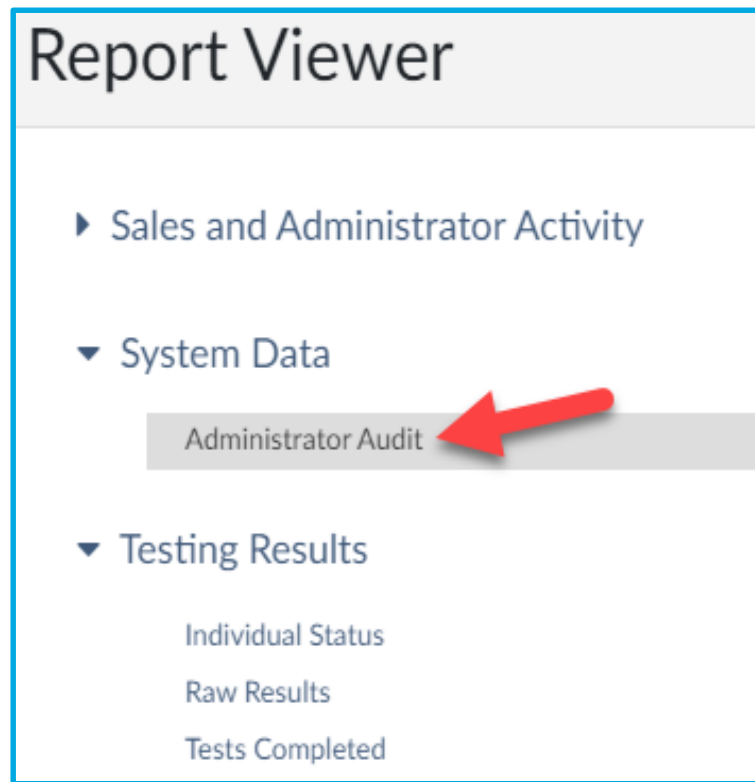 Report Viewer
Sales and Administrator Activity
System Data
Administrator Audit
Testing Results
Individual Status
Raw Results
Tests Completed